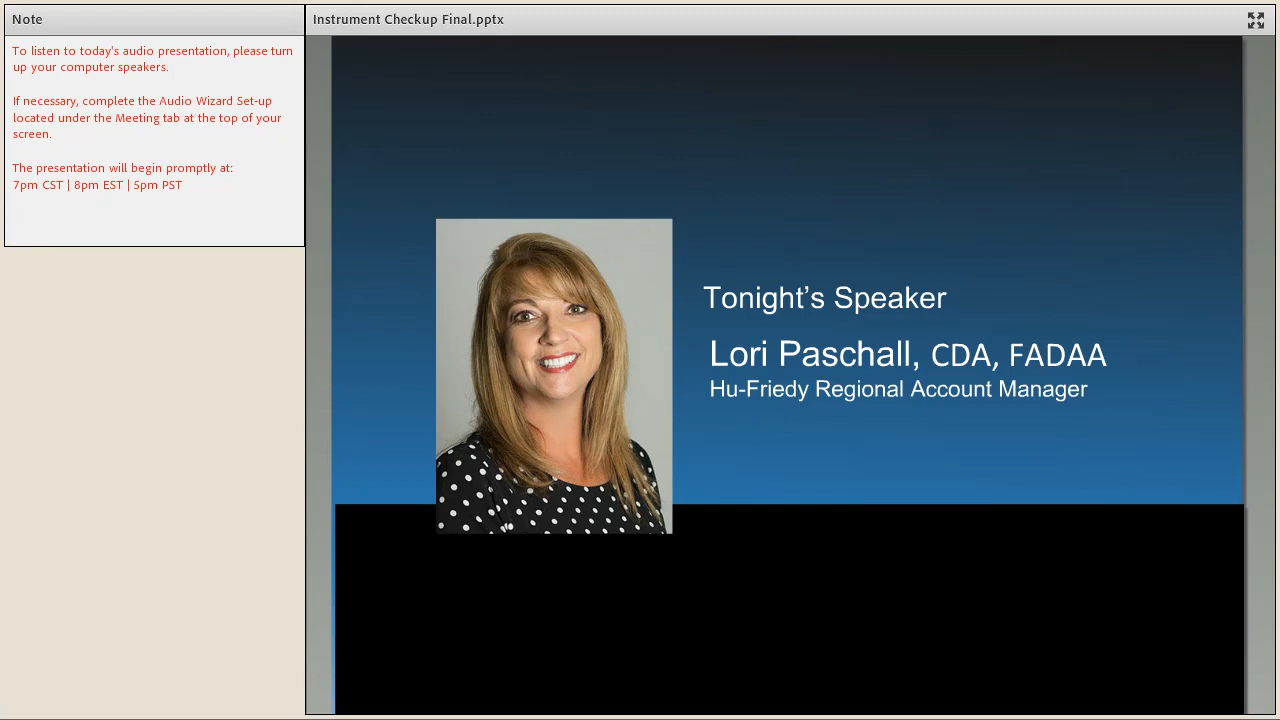 Note
To listen to today's audio presentation, please turn
up your computer speakers.
If necessary, complete the Audio Wizard Set-up
located under the Meeting tab at the top of your
screen.
The presentation will begin promptly at:
7pm CST | 8pm EST | 5pm PST
Instrument Checkup Final.pptx
Tonight’s Speaker
Lori Paschall, CDA, FADAA
Hu-Friedy Regional Account Manager